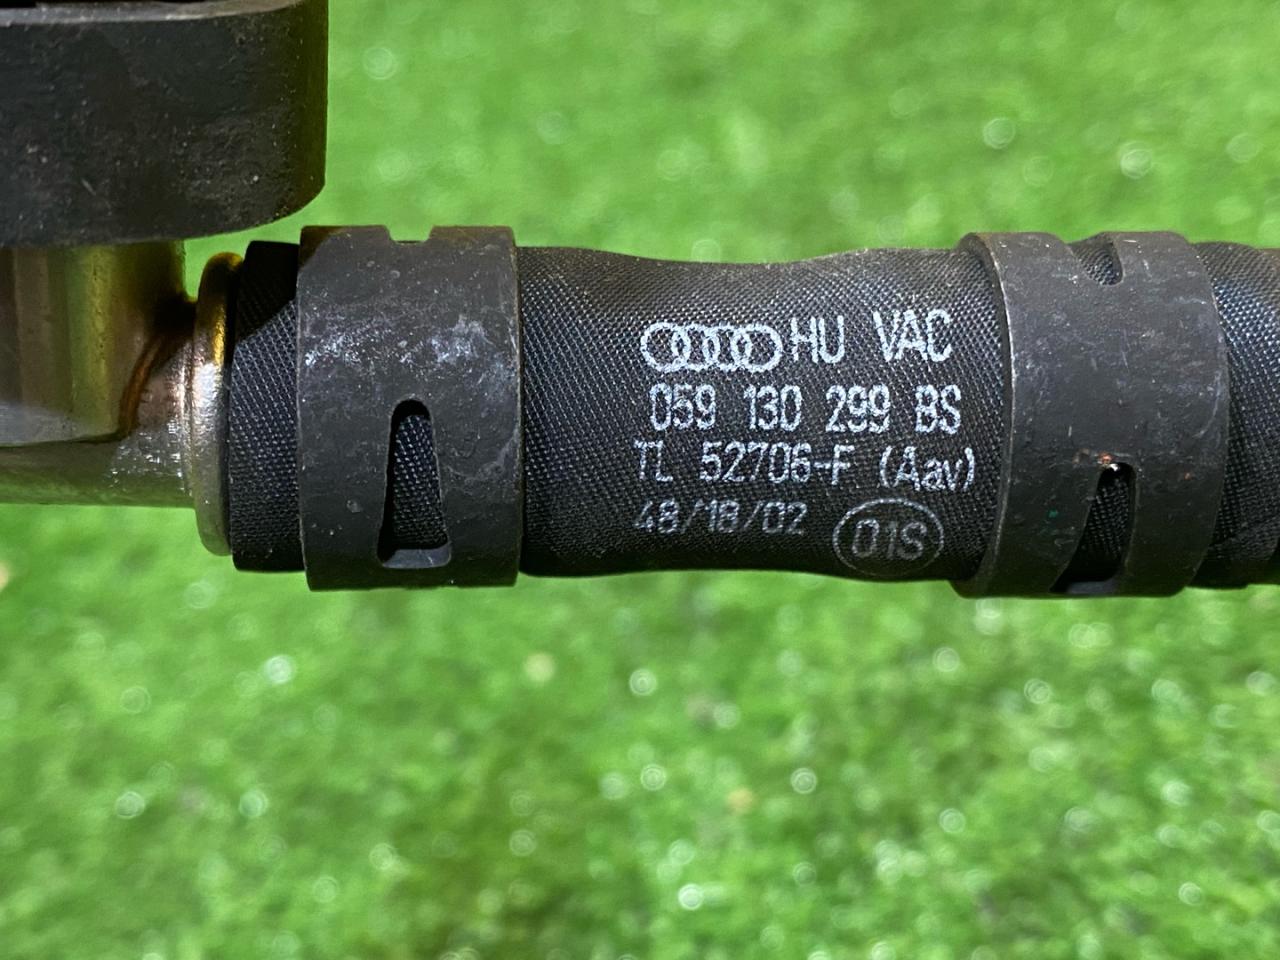 HU VAC
059 130 299 BS
TL 52706-F (Aav)
48/18/02 01S